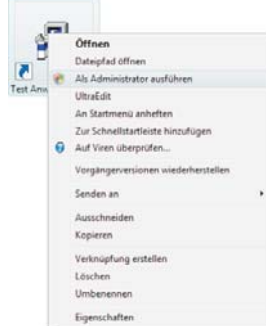 Test Anw
Öffnen
Dateipfad öffnen
Als Administrator ausführen
UltraEdit
An Startmenü anheften
Zur Schnellstartleiste hinzufügen
Auf Viren überprüfen...
Vorgängerversionen wiederherstellen
Senden an
Ausschneiden
Kopieren
Verknüpfung erstellen
Löschen
Umbenennen
Eigenschaften